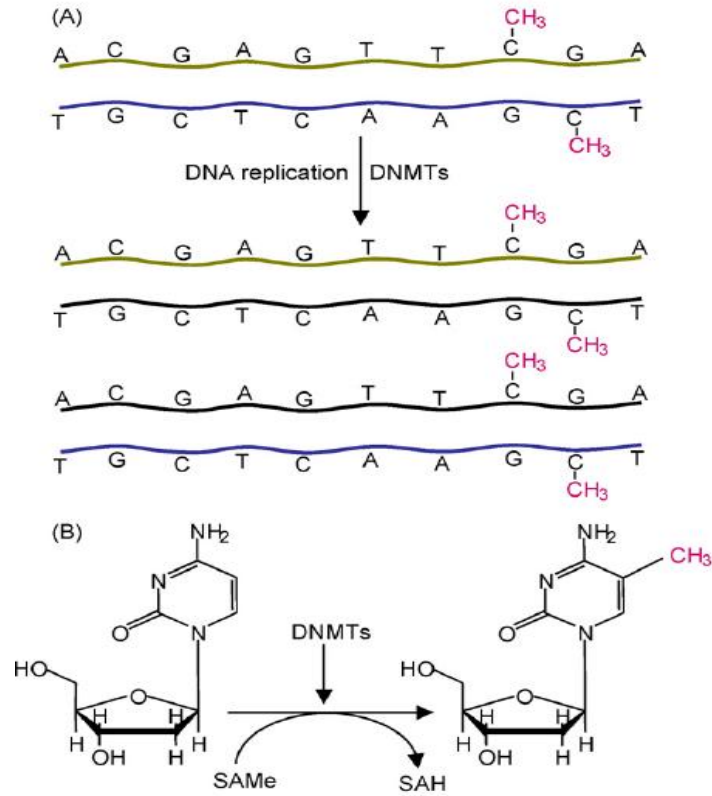 (A)
CH3
A C G A G T T C G A
T G C T C A A G C T
CH3
DNA replication DNMTs
CH3
A C G A G T T C G A
T G C T C A A G C T
CH3
CH3
A C G A G T T C G A
T G C T C A A G C T
CH3
(B)
NH2 NH2 CH3
N N
O N O N
DNMTs
HO O HO O
H H H H H H H H
OH OH
SAMe SAH